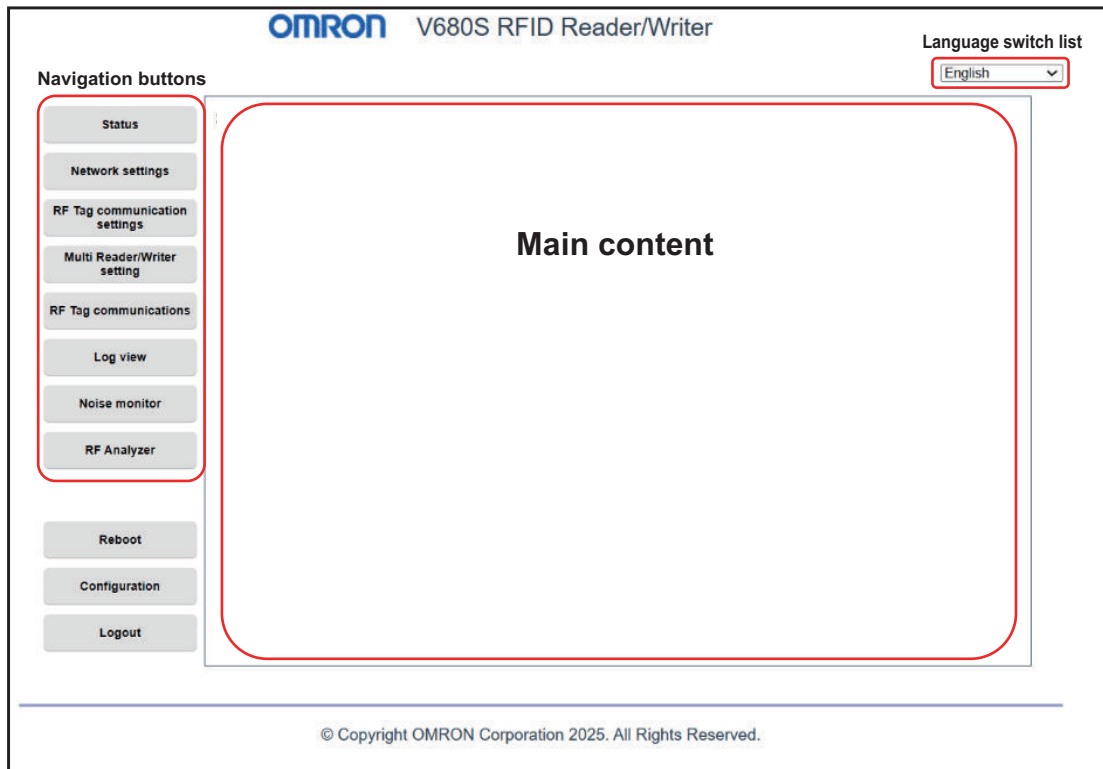 OMRON V680S RFID Reader/Writer
Language switch list
English
Navigation buttons
Status
Network settings
RF Tag communication
settings
Multi Reader/Writer
setting
RF Tag communications
Log view
Noise monitor
RF Analyzer
Main content
Reboot
Configuration
Logout
© Copyright OMRON Corporation 2025. All Rights Reserved.